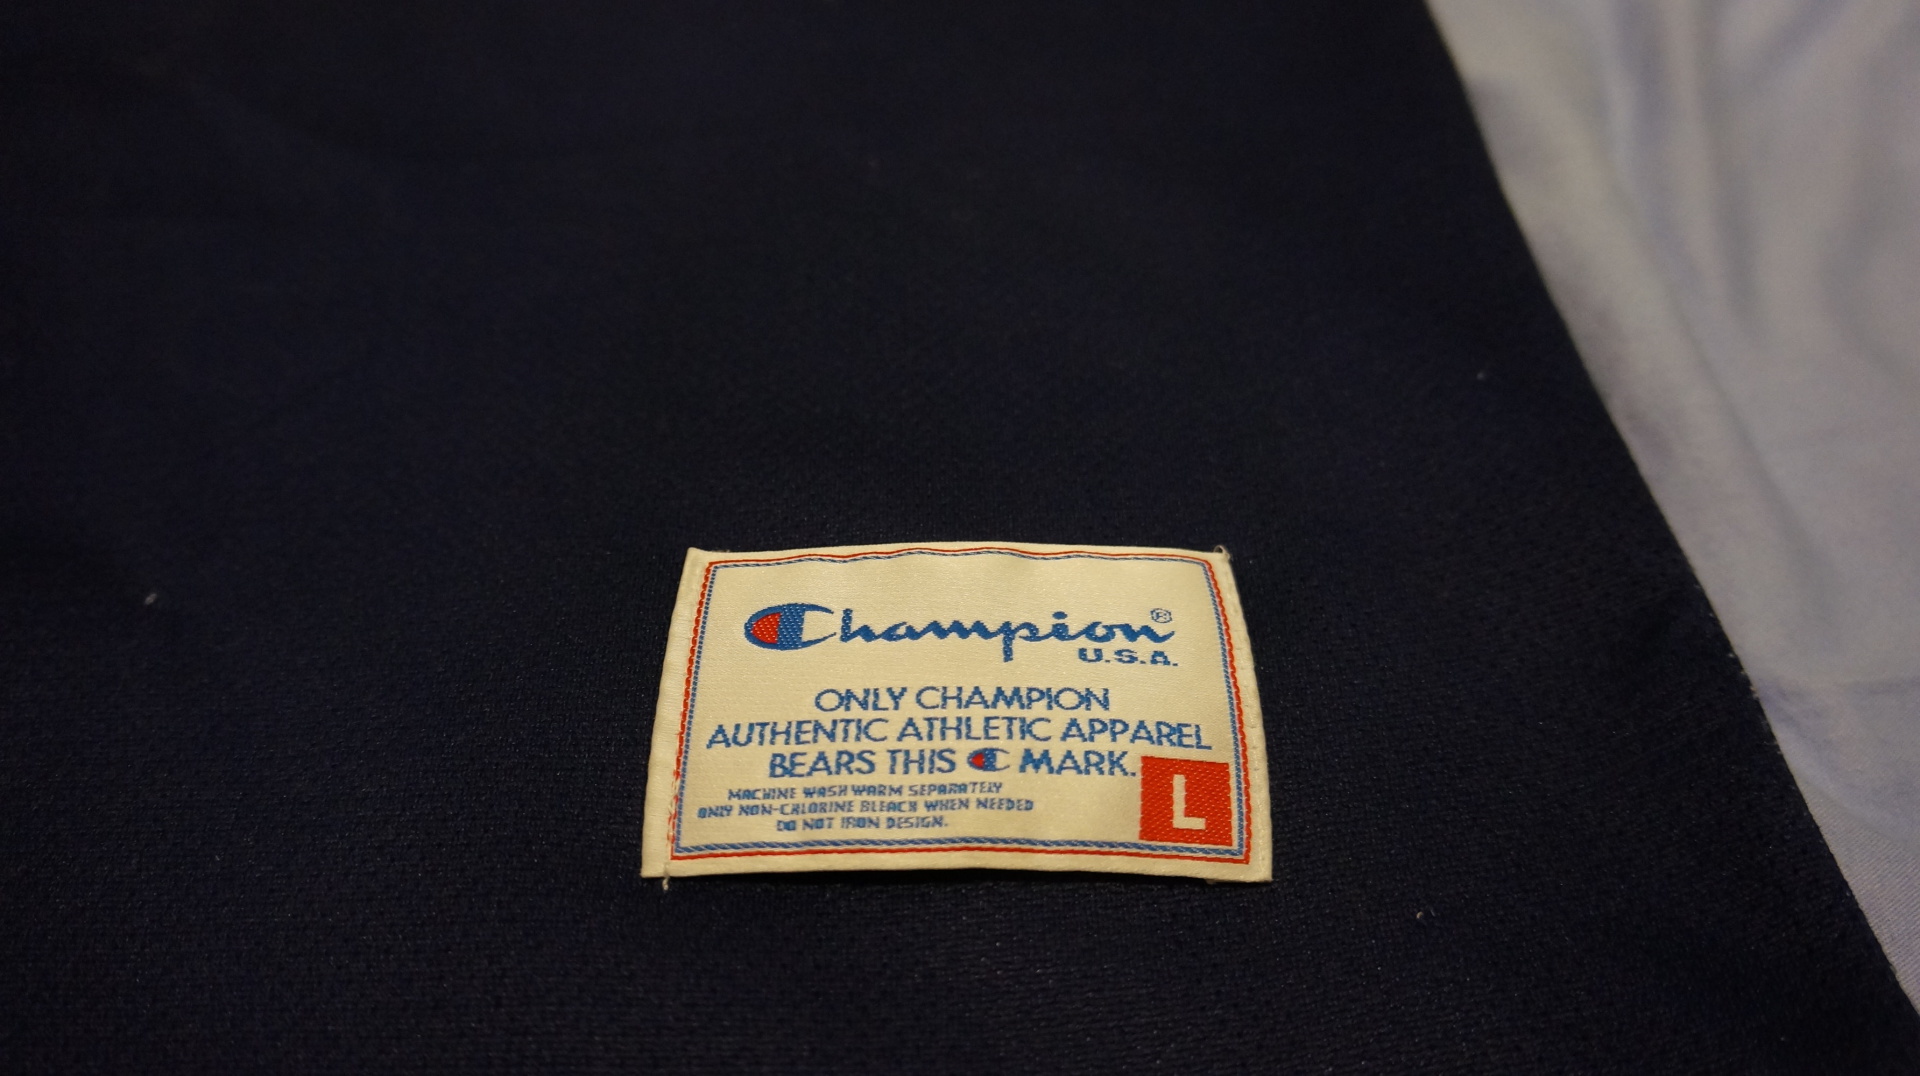 Champion®
U.S.A.
ONLY CHAMPION
AUTHENTIC ATHLETIC APPAREL
BEARS THIS C MARK.
MACHINE WASH WARM SEPARATELY
ONLY NON-CHLORINE BLEACH WHEN NEEDED
DO NOT IRON DESIGN.
L